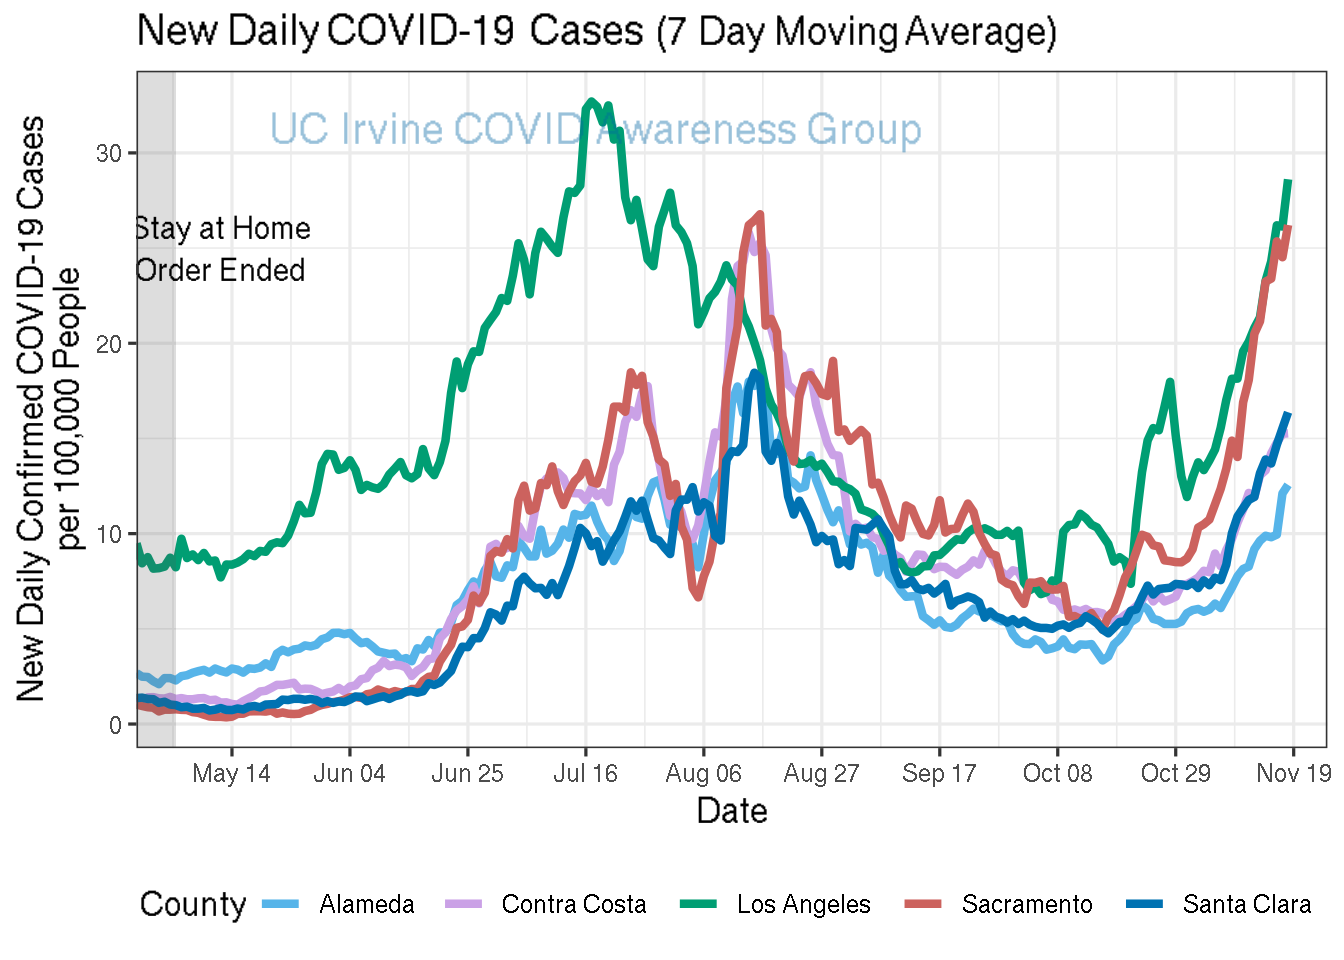 New Daily COVID-19 Cases (7 Day Moving Average)
UC Irvine COVID Awareness Group
New Daily Confirmed COVID-19 Cases
per 100,000 People
30
20
10
0
Stay at Home
Order Ended
May 14 Jun 04 Jun 25 Jul 16 Aug 06 Aug 27 Sep 17 Oct 08 Oct 29 Nov 19
Date
County Alameda Contra Costa Los Angeles Sacramento Santa Clara